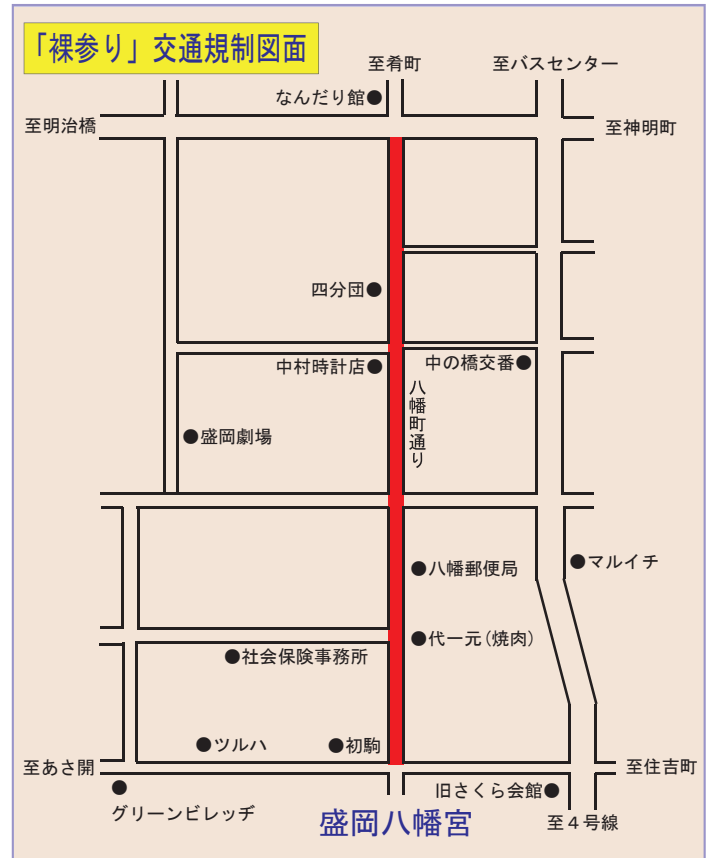 「裸参り」交通規制図面
至肴町
至バスセンター
なんだり館
至明治橋
至神明町
四分団
中村時計店
中の橋交番
八幡町通り
盛岡劇場
八幡郵便局
マルイチ
代一元(焼肉)
社会保険事務所
ツルハ
初駒
至あさ開
至住吉町
旧さくら会館
グリーンビレッヂ
盛岡八幡宮
至4号線